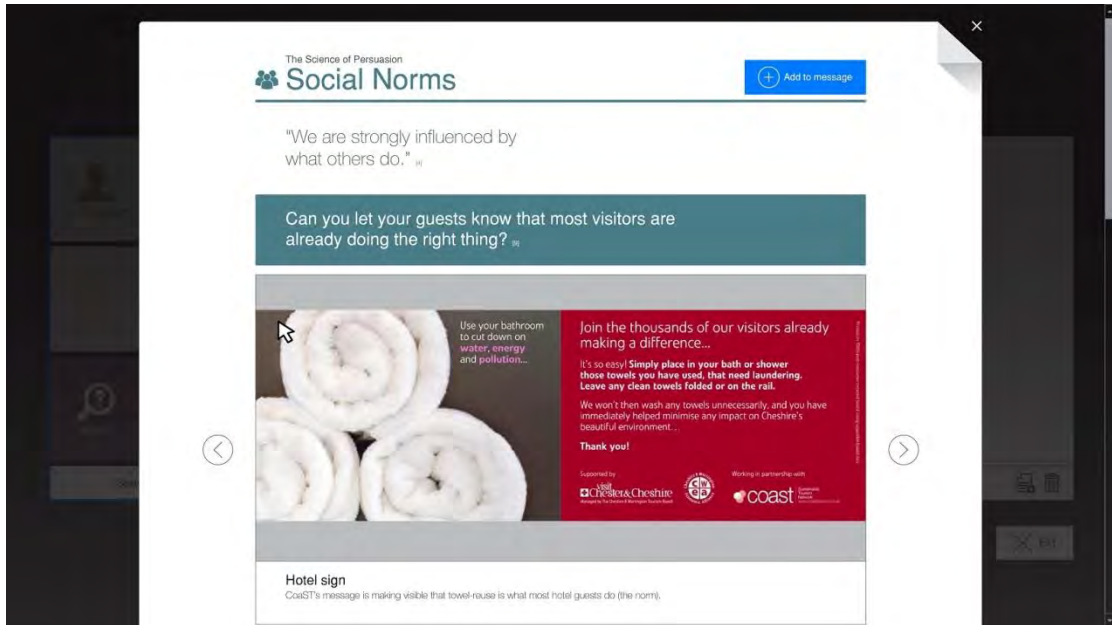 The Science of Persuasion
Social Norms
Add to message
"We are strongly influenced by
what others do."
Can you let your guests know that most visitors are
already doing the right thing?
Use your bathroom
to cut down on
water, energy
and pollution...
Join the thousands of our visitors already
making a difference...
It's so easy! Simply place in your bath or shower
those towels you have used, that need laundering.
Leave any clean towels folded or on the rail.
We won't then wash any towels unnecessarily, and you have
immediately helped minimise any impact on Cheshire's
beautiful environment...
Thank you!
Supported by
Working in partnership with
visit
Chester & Cheshire
coast
Hotel sign
CoaST's message is making visible that towel-reuse is what most hotel guests do (the norm).
Exit